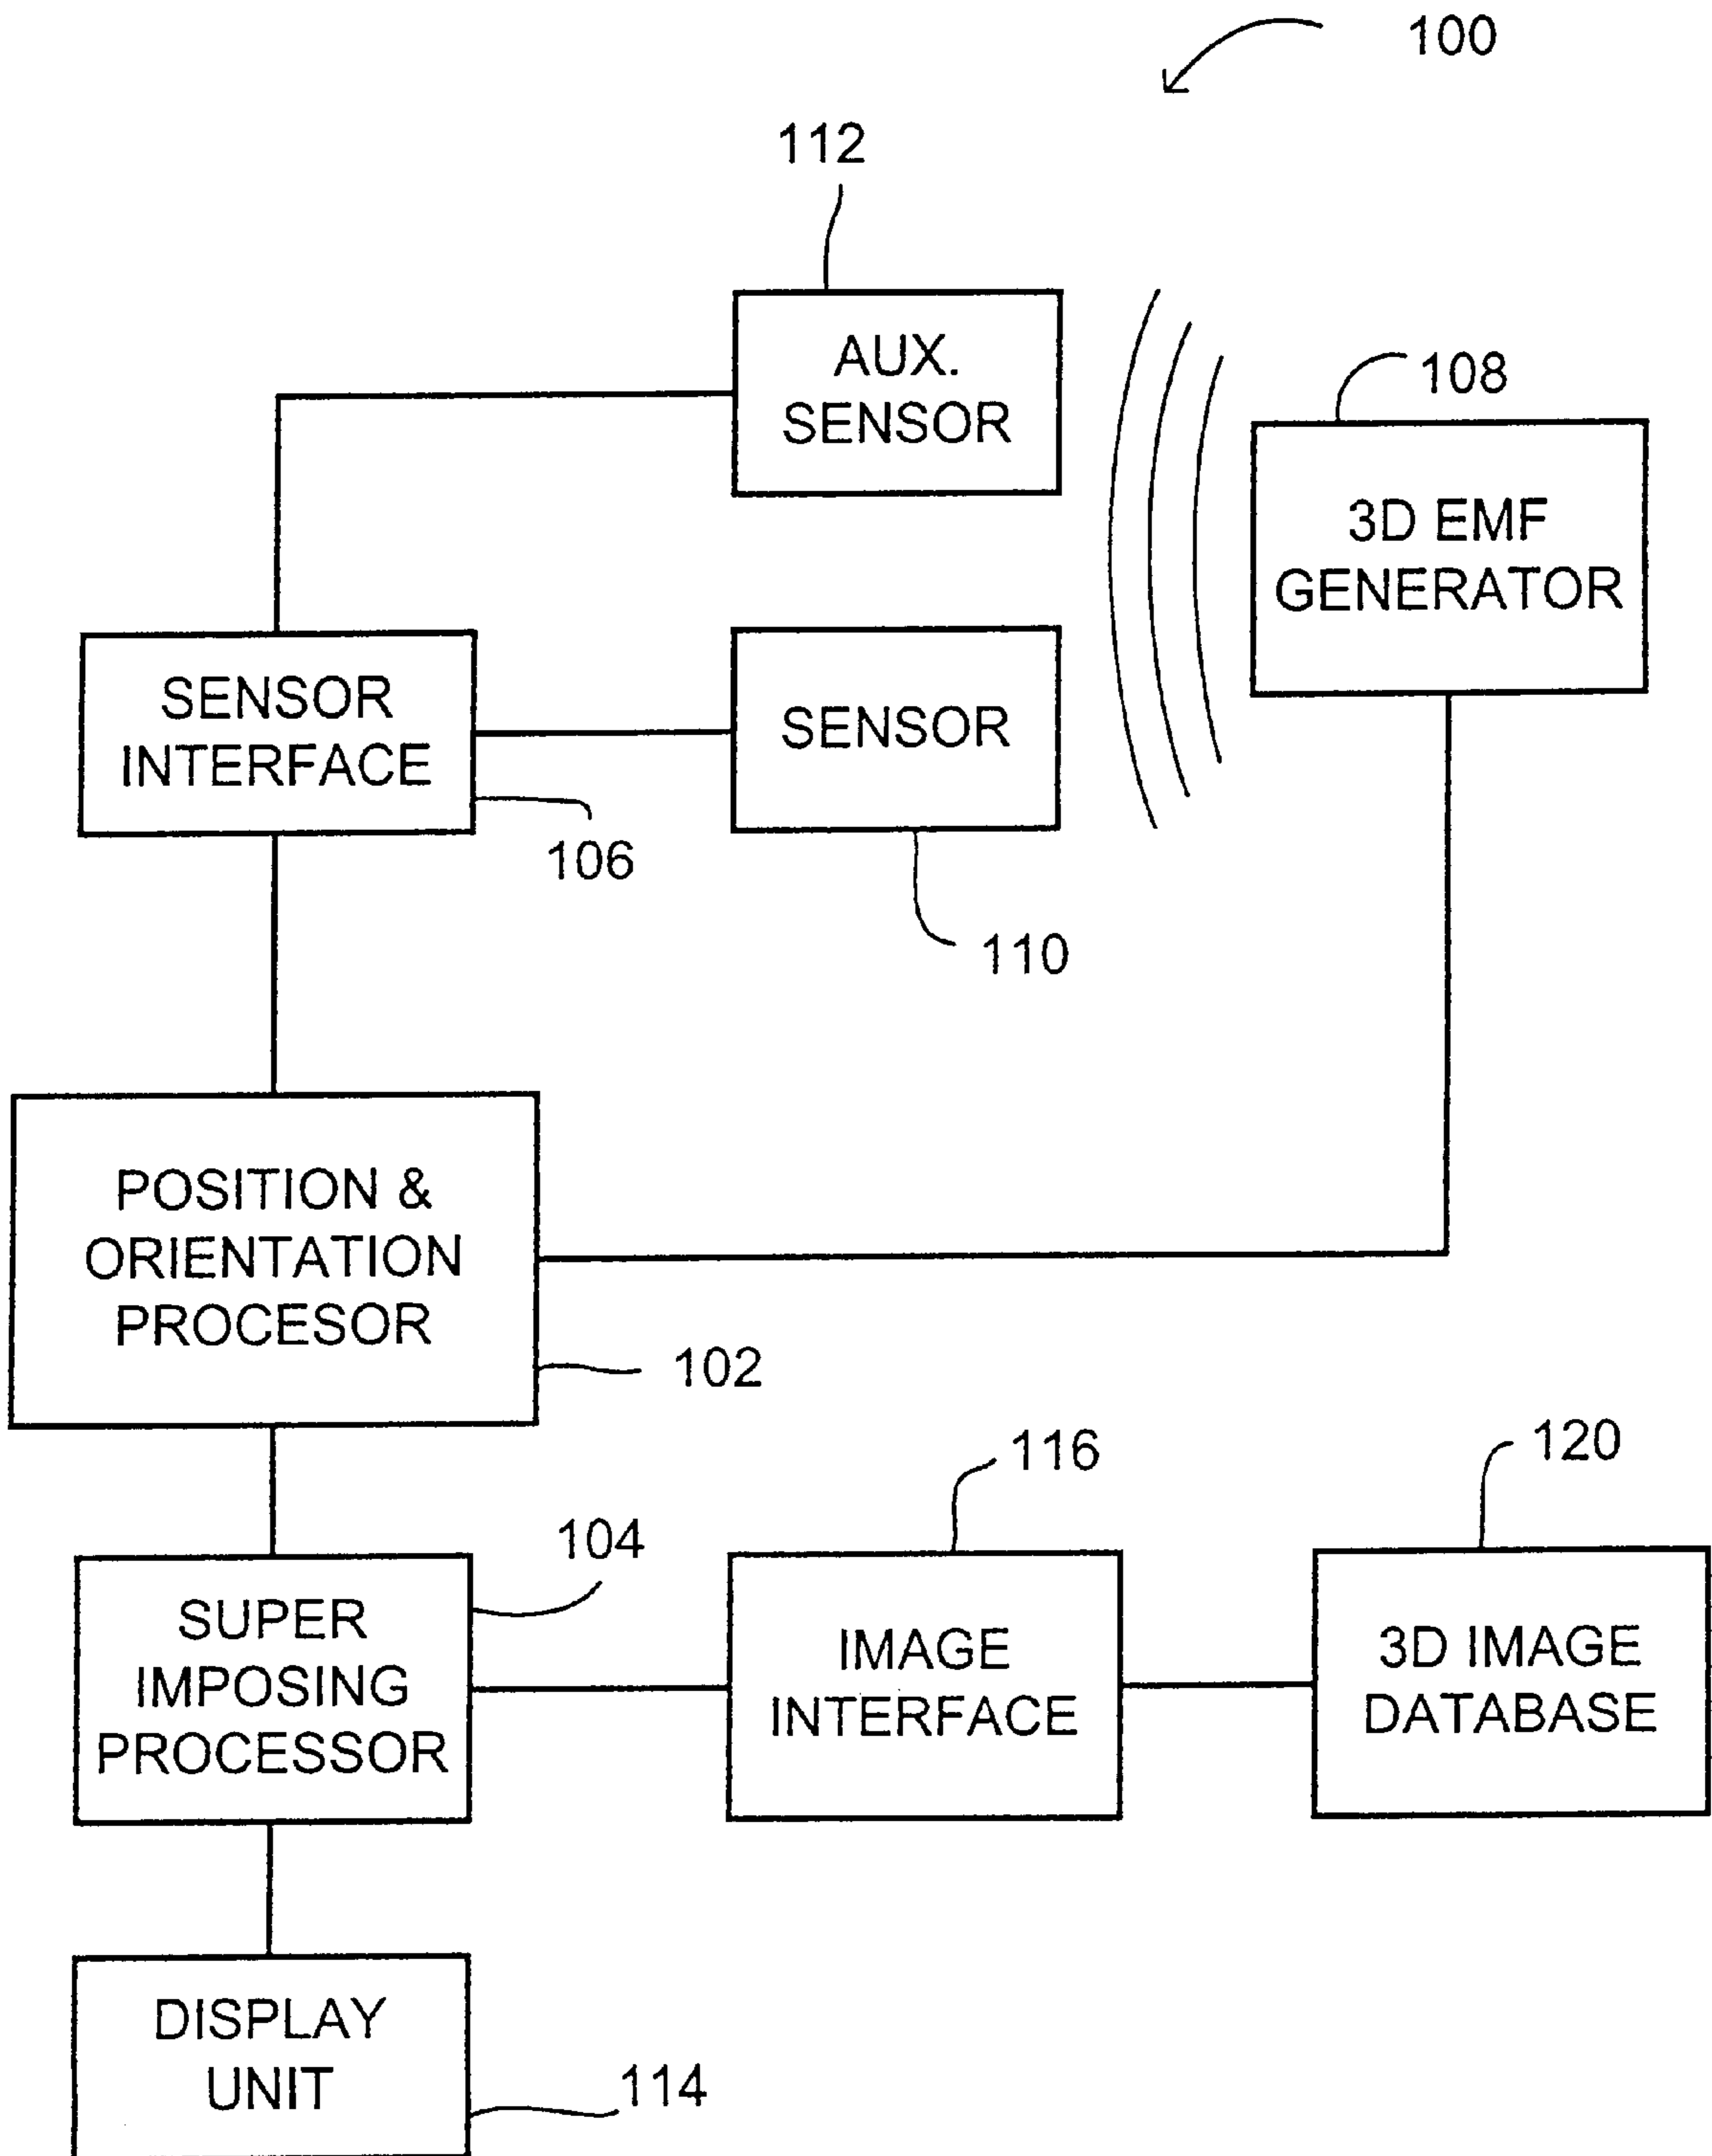 100
112
AUX.
SENSOR
108
3D EMF
GENERATOR
SENSOR
INTERFACE
SENSOR
106
110
POSITION &
ORIENTATION
PROCESOR
102
116
120
104
SUPER
IMPOSING
PROCESSOR
IMAGE
INTERFACE
3D IMAGE
DATABASE
DISPLAY
UNIT
114